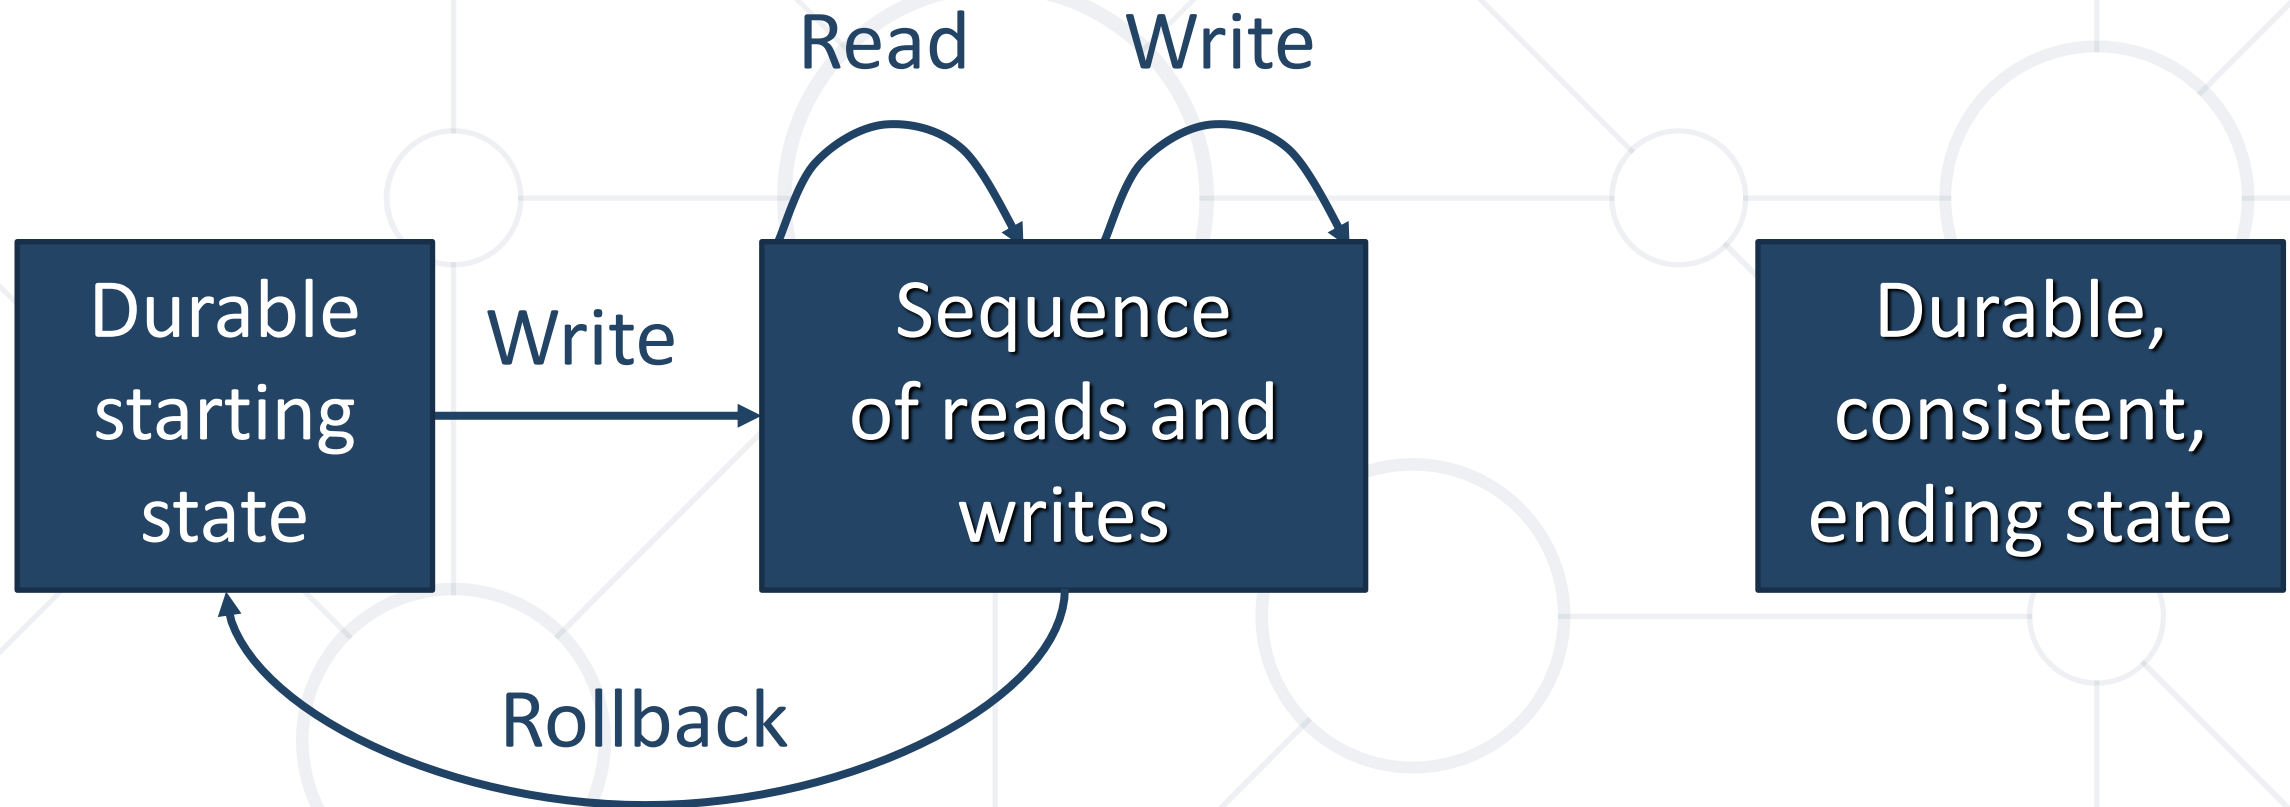 Read
Write
Durable
starting
state
Write
Sequence
of reads and
writes
Durable,
consistent,
ending state
Rollback